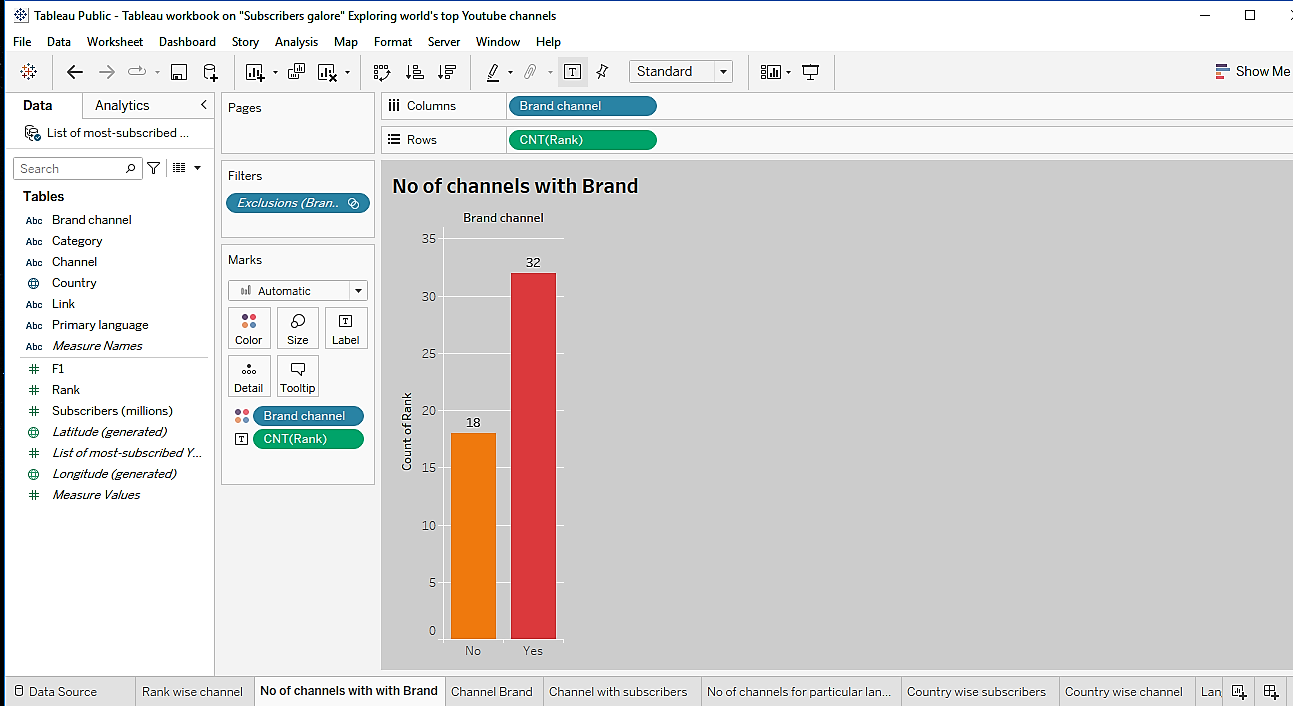 Tableau Public - Tableau workbook on "Subscribers galore" Exploring world's top Youtube channels
File Data Worksheet Dashboard Story Analysis Map Format Server Window Help
Standard
Show Me
Data Analytics
List of most-subscribed ...
Search
Tables
Abc Brand channel
Abc Category
Abc Channel
Country
Abc Link
Abc Primary language
Abc Measure Names
F1
Rank
Subscribers (millions)
Latitude (generated)
List of most-subscribed Y...
Longitude (generated)
Measure Values
Pages
Filters
Exclusions (Bran..
Marks
Automatic
Color Size Label
Detail Tooltip
Brand channel
CNT(Rank)
Columns Brand channel
Rows CNT(Rank)
No of channels with Brand
Brand channel
35
32
30
25
20
18
15
10
5
0
Count of Rank
No Yes
Data Source Rank wise channel No of channels with with Brand Channel Brand Channel with subscribers No of channels for particular lan... Country wise subscribers Country wise channel Lan